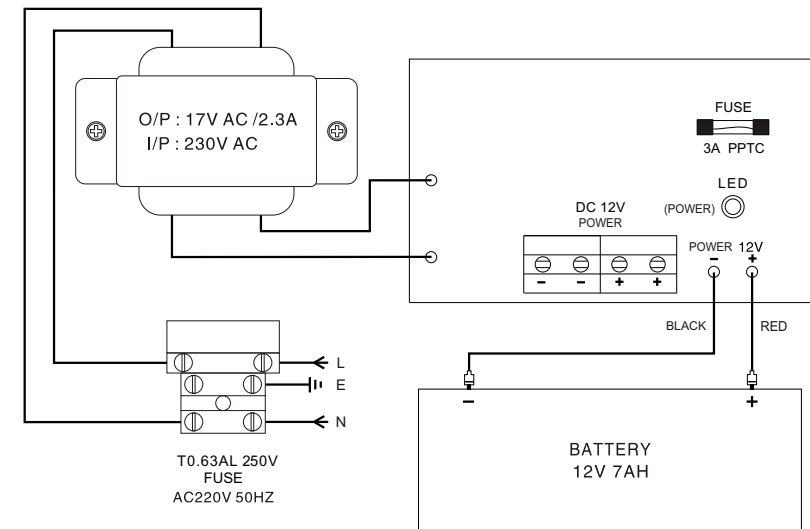 O/P : 17V AC /2.3A
I/P : 230V AC
FUSE
3A PPTC
LED
(POWER)
DC 12V
POWER
POWER 12V
- +
- - + +
BLACK
RED
L
E
N
- +
T0.63AL 250V
FUSE
AC220V 50HZ
BATTERY
12V 7AH